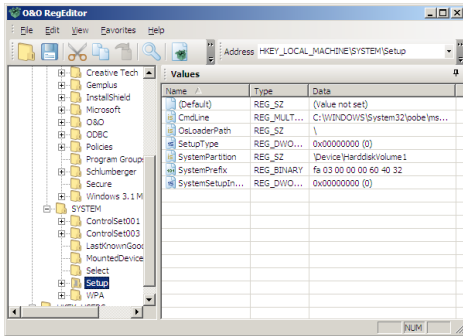 O&O RegEditor
File Edit View Favorites Help
Address HKEY_LOCAL_MACHINE\SYSTEM\Setup
Creative Tech
Gemplus
InstallShield
Microsoft
O&O
ODBC
Policies
Program Groups
Schlumberger
Secure
Windows 3.1 M
SYSTEM
ControlSet001
ControlSet003
LastKnownGood
MountedDevice
Select
Setup
WPA
Values
Name Type Data
(Default) REG_SZ (Value not set)
CmdLine REG_MULT... C:\WINDOWS\System32\pobe\ms...
OsLoaderPath REG_SZ \
SetupType REG_DWO... 0x00000000 (0)
SystemPartition REG_SZ \Device\HarddiskVolume1
SystemPrefix REG_BINARY fa 03 00 00 00 60 40 32
SystemSetupIn... REG_DWO... 0x00000000 (0)
NUM